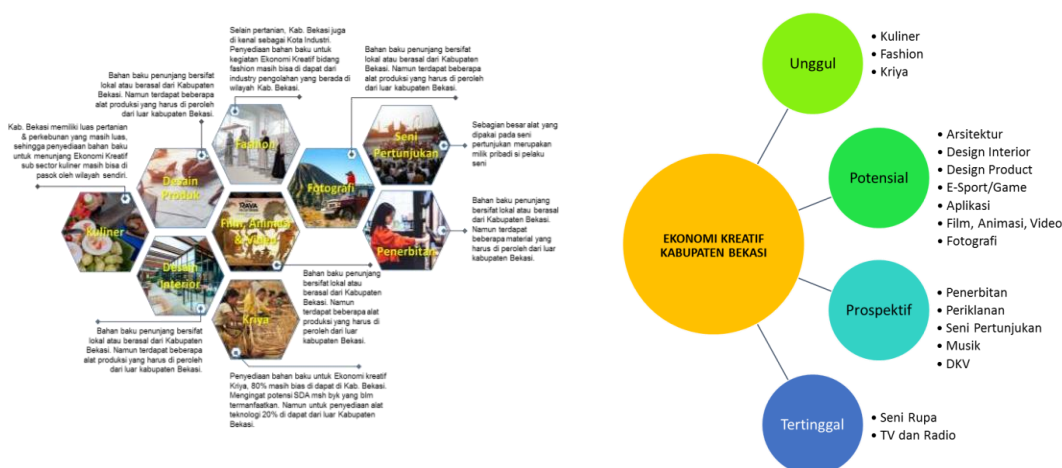 Selain pertanian, Kab. Bekasi juga
di kenal sebagai Kota Industri.
Penyediaan bahan baku untuk
kegiatan Ekonomi Kreatif bidang
fashion masih bisa di dapat dari
industry pengolahan yang berada di
wilayah Kab. Bekasi.
Bahan baku penunjang bersifat
lokal atau berasal dari Kabupaten
Bekasi. Namun terdapat beberapa
alat produksi yang harus di peroleh
dari luar kabupaten Bekasi.
Bahan baku penunjang bersifat
lokal atau berasal dari Kabupaten
Bekasi. Namun terdapat beberapa
alat produksi yang harus di peroleh
dari luar kabupaten Bekasi.
Kab. Bekasi memiliki luas pertanian
& perkebunan yang masih luas,
sehingga penyediaan bahan baku
untuk menunjang Ekonomi Kreatif
sub sector kuliner masih bisa di
pasok oleh wilayah sendiri.
Sebagian besar alat yang
dipakai pada seni
pertunjukan merupakan
milik pribadi si pelaku
seni
Fashion
Seni
Pertunjukan
Desain
Produk
Fotografi
Kuliner
RAVA
Film, Animasi
& Video
Penerbitan
Bahan baku penunjang
bersifat lokal atau berasal
dari Kabupaten Bekasi.
Namun terdapat
beberapa material yang
harus di peroleh dari luar
kabupaten Bekasi.
Desain
Interior
Kriya
Bahan baku penunjang
bersifat lokal atau
berasal dari Kabupaten
Bekasi. Namun
terdapat beberapa alat
produksi yang harus di
peroleh dari luar
kabupaten Bekasi.
Bahan baku penunjang bersifat
lokal atau berasal dari Kabupaten
Bekasi. Namun terdapat beberapa
alat produksi yang harus di peroleh
dari luar kabupaten Bekasi.
Penyediaan bahan baku untuk Ekonomi kreatif
Kriya, 80% masih bias di dapat di Kab. Bekasi.
Mengingat potensi SDA msh byk yang blm
termanfaatkan. Namun untuk penyediaan alat
teknologi 20% di dapat dari luar Kabupaten
Bekasi.
EKONOMI KREATIF
KABUPATEN BEKASI
Unggul
• Kuliner
• Fashion
• Kriya
Potensial
• Arsitektur
• Design Interior
• Design Product
• E-Sport/Game
• Aplikasi
• Film, Animasi, Video
• Fotografi
Prospektif
• Penerbitan
• Periklanan
• Seni Pertunjukan
• Musik
• DKV
Tertinggal
• Seni Rupa
• TV dan Radio